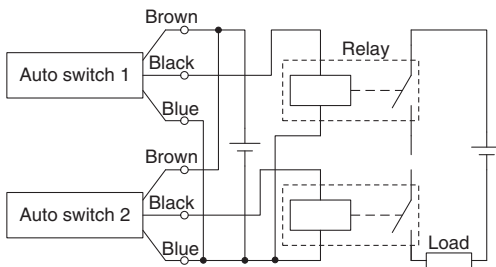 Brown
Relay
Auto switch 1
Black
Blue
Brown
Auto switch 2
Black
Blue
Load